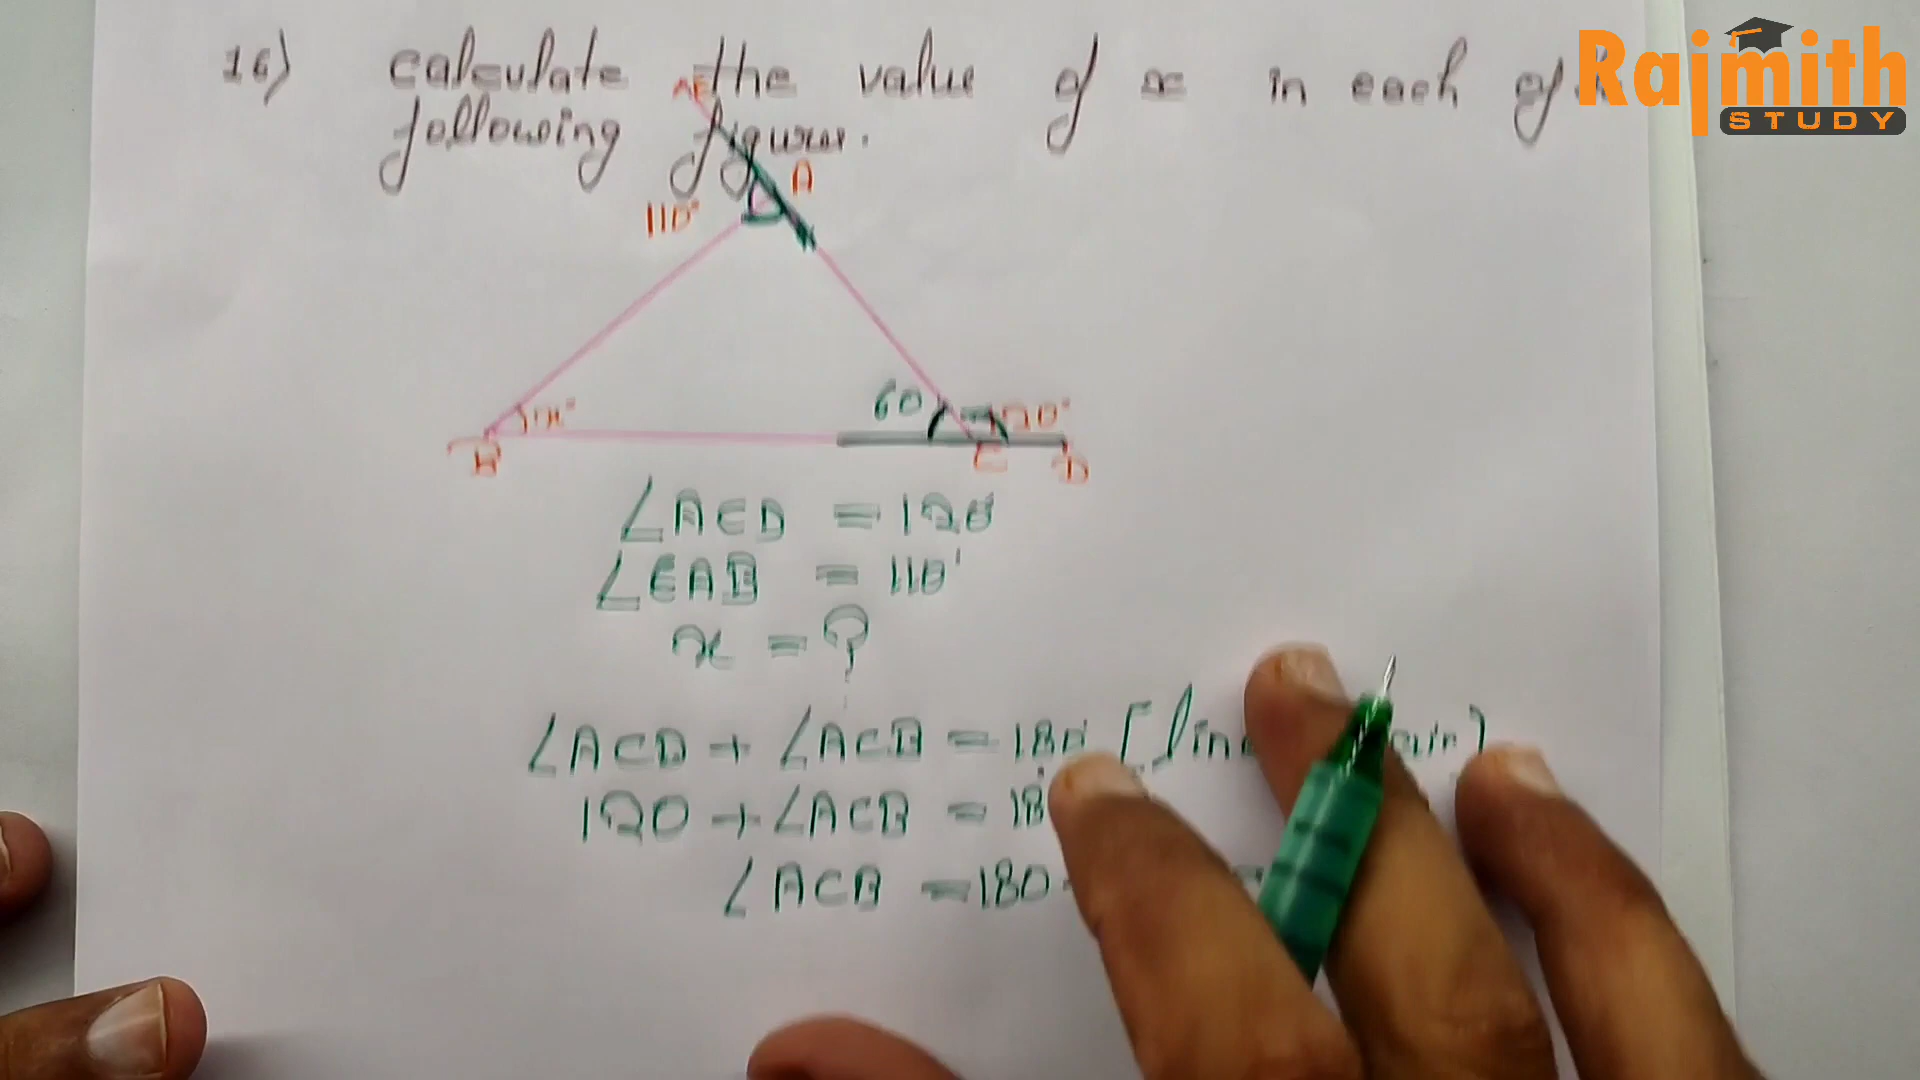 16) calculate the value of x in each of
following figures.
Rajmith
STUDY
E
A
110°
60
120°
x°
B
C
D
∠ACD = 120°
∠EAB = 110°
x = ?
∠ACD + ∠ACB = 180° [
120 + ∠ACB = 18
∠ACB = 180 -